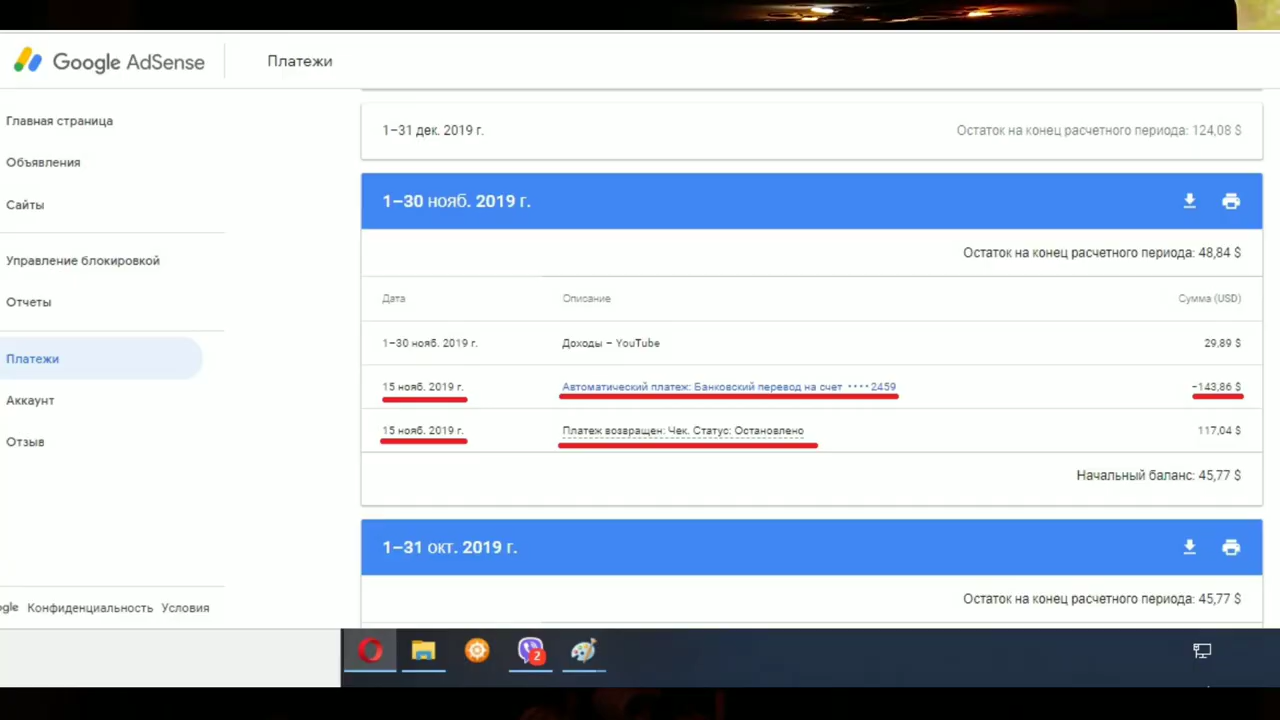 Google AdSense
Платежи
Главная страница
Объявления
Сайты
Управление блокировкой
Отчеты
Платежи
Аккаунт
Отзыв
ogle Конфиденциальность Условия
1–31 дек. 2019 г. Остаток на конец расчетного периода: 124,08 $
1–30 нояб. 2019 г.
Остаток на конец расчетного периода: 48,84 $
Дата Описание Сумма (USD)
1–30 нояб. 2019 г. Доходы – YouTube 29,89 $
15 нояб. 2019 г. Автоматический платеж: Банковский перевод на счет ····2459 -143,86 $
15 нояб. 2019 г. Платеж возвращен: Чек. Статус: Остановлено 117,04 $
Начальный баланс: 45,77 $
1–31 окт. 2019 г.
Остаток на конец расчетного периода: 45,77 $
2